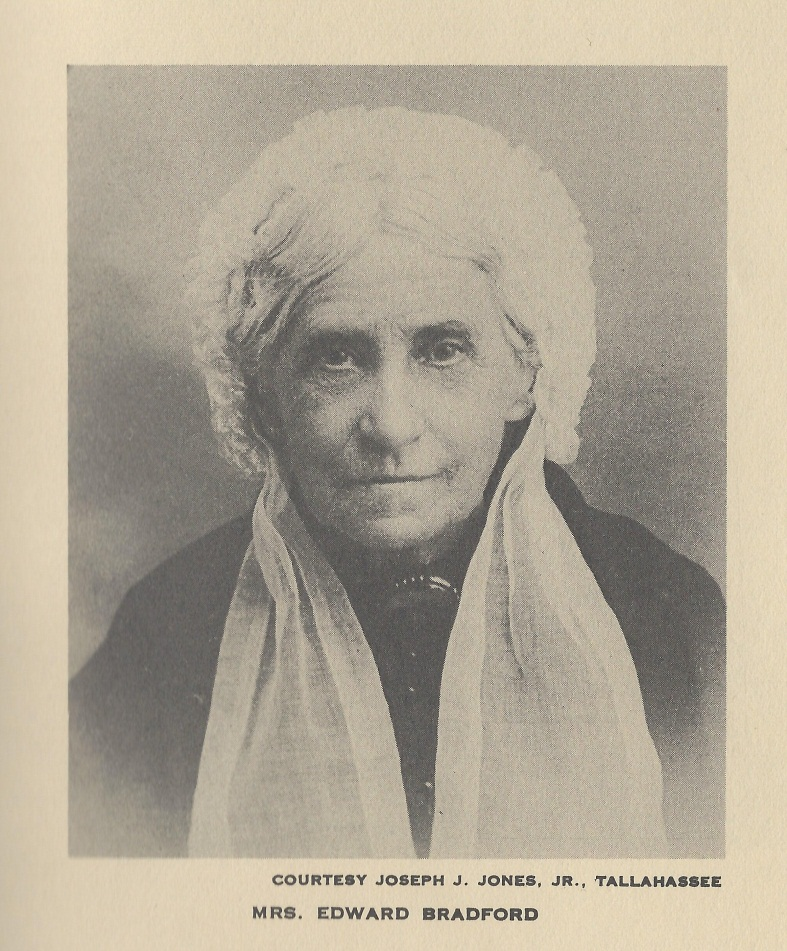 COURTESY JOSEPH J. JONES, JR., TALLAHASSEE
MRS. EDWARD BRADFORD